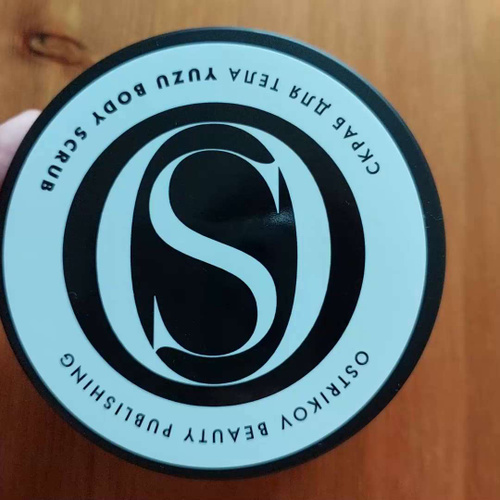 СКРАБ ДЛЯ ТЕЛА YUZU BODY SCRUB
OS
OSTRIKOV BEAUTY PUBLISHING